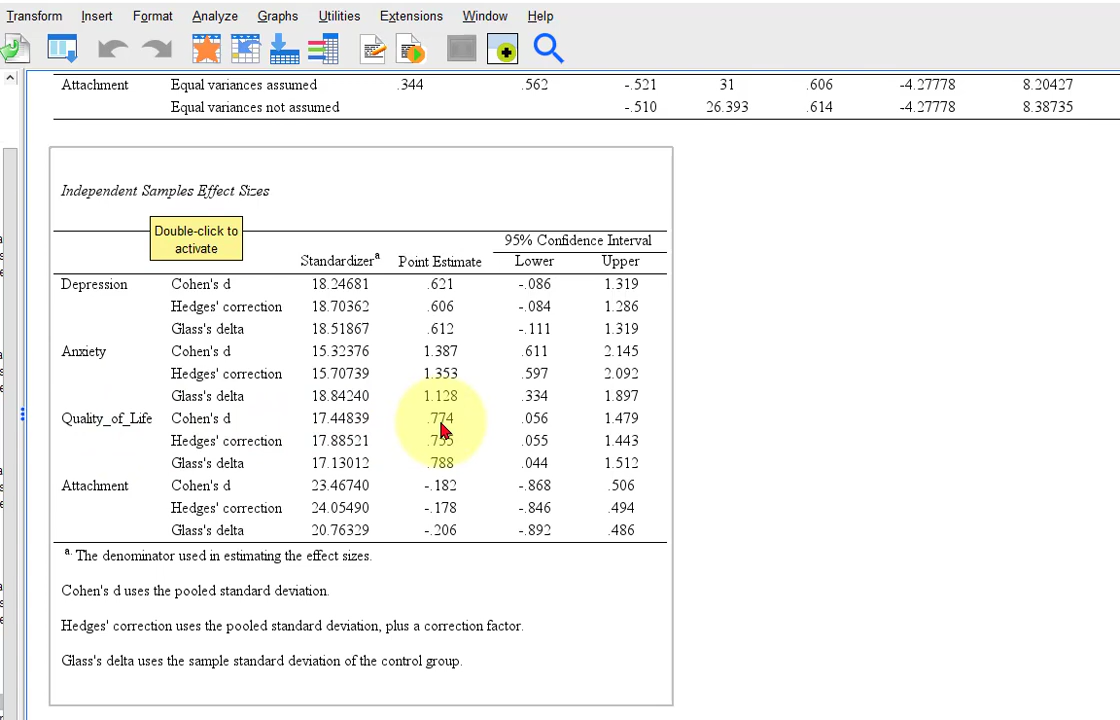 Transform Insert Format Analyze Graphs Utilities Extensions Window Help
Attachment Equal variances assumed .344 .562 -.521 31 .606 -4.27778 8.20427
Equal variances not assumed -.510 26.393 .614 -4.27778 8.38735
Independent Samples Effect Sizes
Double-click to
activate
95% Confidence Interval
Standardizerª Point Estimate Lower Upper
Depression Cohen's d 18.24681 .621 -.086 1.319
Hedges' correction 18.70362 .606 -.084 1.286
Glass's delta 18.51867 .612 -.111 1.319
Anxiety Cohen's d 15.32376 1.387 .611 2.145
Hedges' correction 15.70739 1.353 .597 2.092
Glass's delta 18.84240 1.128 .334 1.897
Quality_of_Life Cohen's d 17.44839 .774 .056 1.479
Hedges' correction 17.88521 .755 .055 1.443
Glass's delta 17.13012 .788 .044 1.512
Attachment Cohen's d 23.46740 -.182 -.868 .506
Hedges' correction 24.05490 -.178 -.846 .494
Glass's delta 20.76329 -.206 -.892 .486
a. The denominator used in estimating the effect sizes.
Cohen's d uses the pooled standard deviation.
Hedges' correction uses the pooled standard deviation, plus a correction factor.
Glass's delta uses the sample standard deviation of the control group.